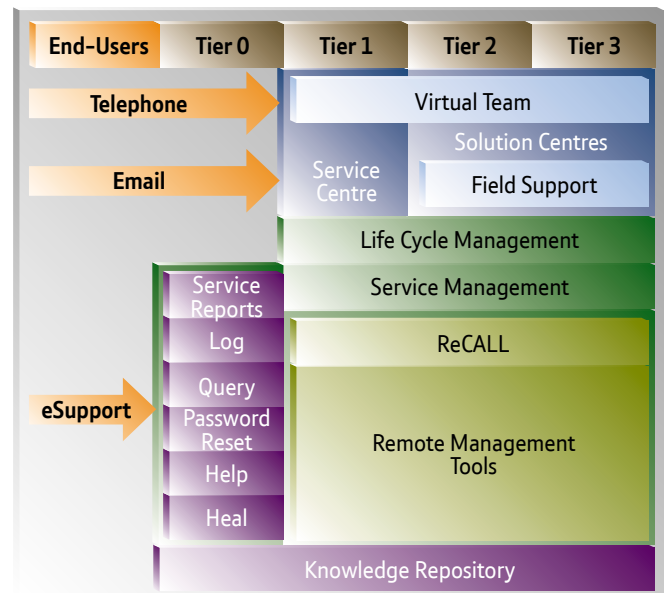 End-Users Tier 0 Tier 1 Tier 2 Tier 3
Telephone
Virtual Team
Solution Centres
Email
Service
Centre
Field Support
Life Cycle Management
Service
Reports
Service Management
Log
ReCALL
Query
eSupport
Password
Reset
Remote Management
Tools
Help
Heal
Knowledge Repository